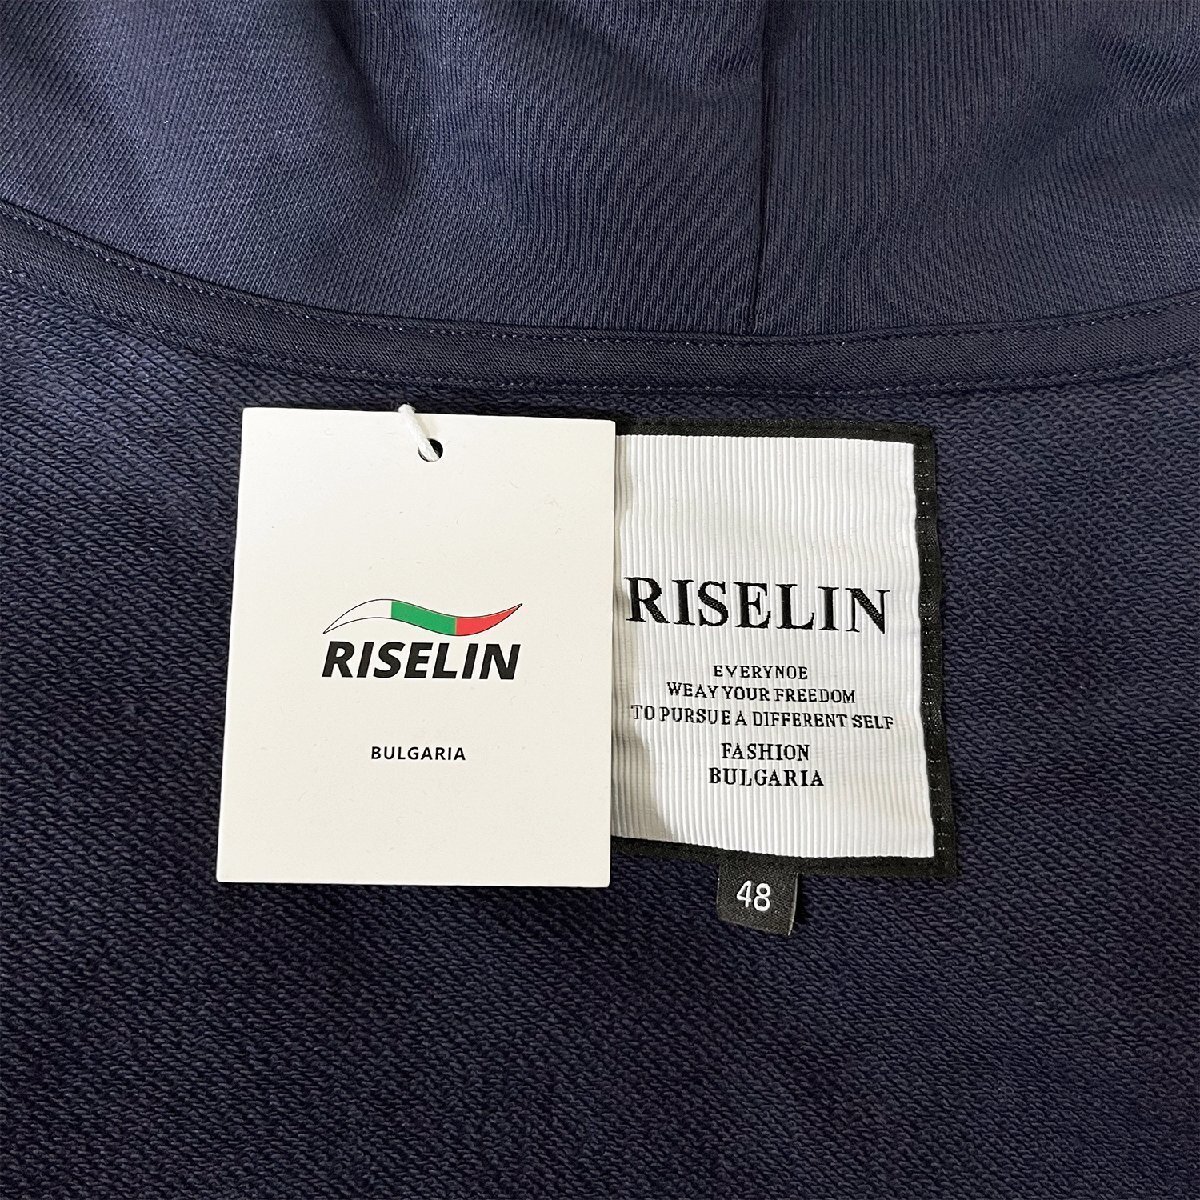 RISELIN
BULGARIA
RISELIN
EVERYNOE
WEAY YOUR FREEDOM
TO PURSUE A DIFFERENT SELF
FASHION
BULGARIA
48